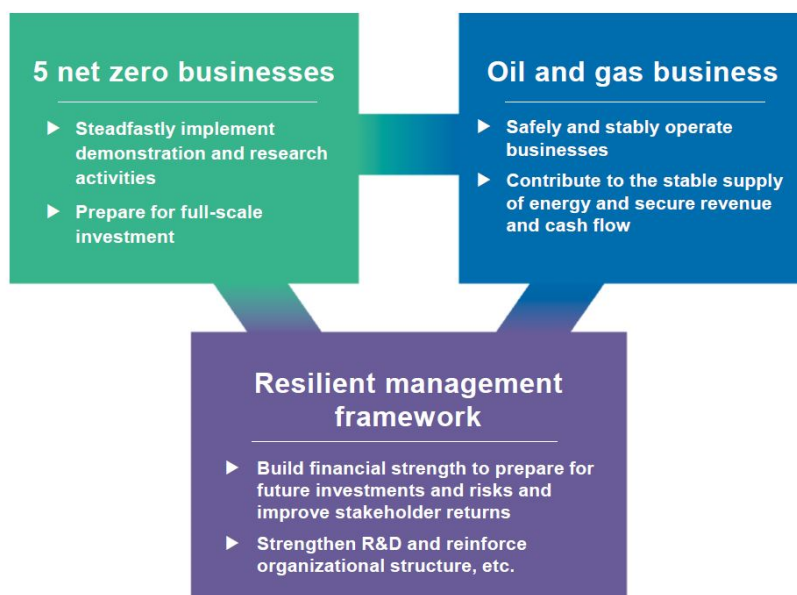 5 net zero businesses
▶ Steadfastly implement
demonstration and research
activities
▶ Prepare for full-scale
investment
Oil and gas business
▶ Safely and stably operate
businesses
▶ Contribute to the stable supply
of energy and secure revenue
and cash flow
Resilient management
framework
▶ Build financial strength to prepare for
future investments and risks and
improve stakeholder returns
▶ Strengthen R&D and reinforce
organizational structure, etc.